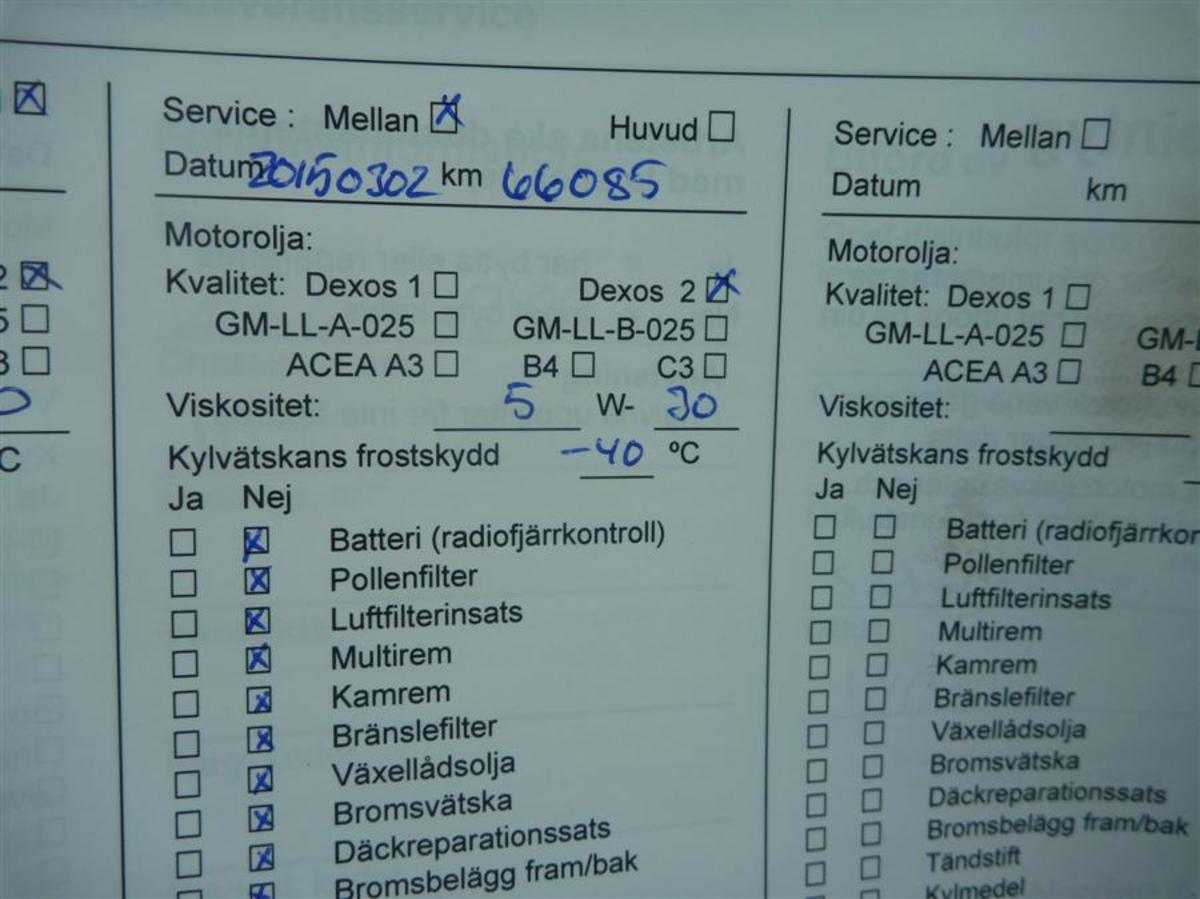 Service : Mellan Huvud
Datum 20150302 km 66085
Motorolja:
Kvalitet: Dexos 1 Dexos 2
GM-LL-A-025 GM-LL-B-025
ACEA A3 B4 C3
Viskositet: 5 W- 30
Kylvätskans frostskydd -40 ºC
Ja Nej
Batteri (radiofjärrkontroll)
Pollenfilter
Luftfilterinsats
Multirem
Kamrem
Bränslefilter
Växellådsolja
Bromsvätska
Däckreparationssats
Bromsbelägg fram/bak
Service : Mellan
Datum km
Motorolja:
Kvalitet: Dexos 1
GM-LL-A-025 GM-
ACEA A3 B4
Viskositet:
Kylvätskans frostskydd
Ja Nej
Batteri (radiofjärrkor
Pollenfilter
Luftfilterinsats
Multirem
Kamrem
Bränslefilter
Växellådsolja
Bromsvätska
Däckreparationssats
Bromsbelägg fram/bak
Tändstift
Kylmedel